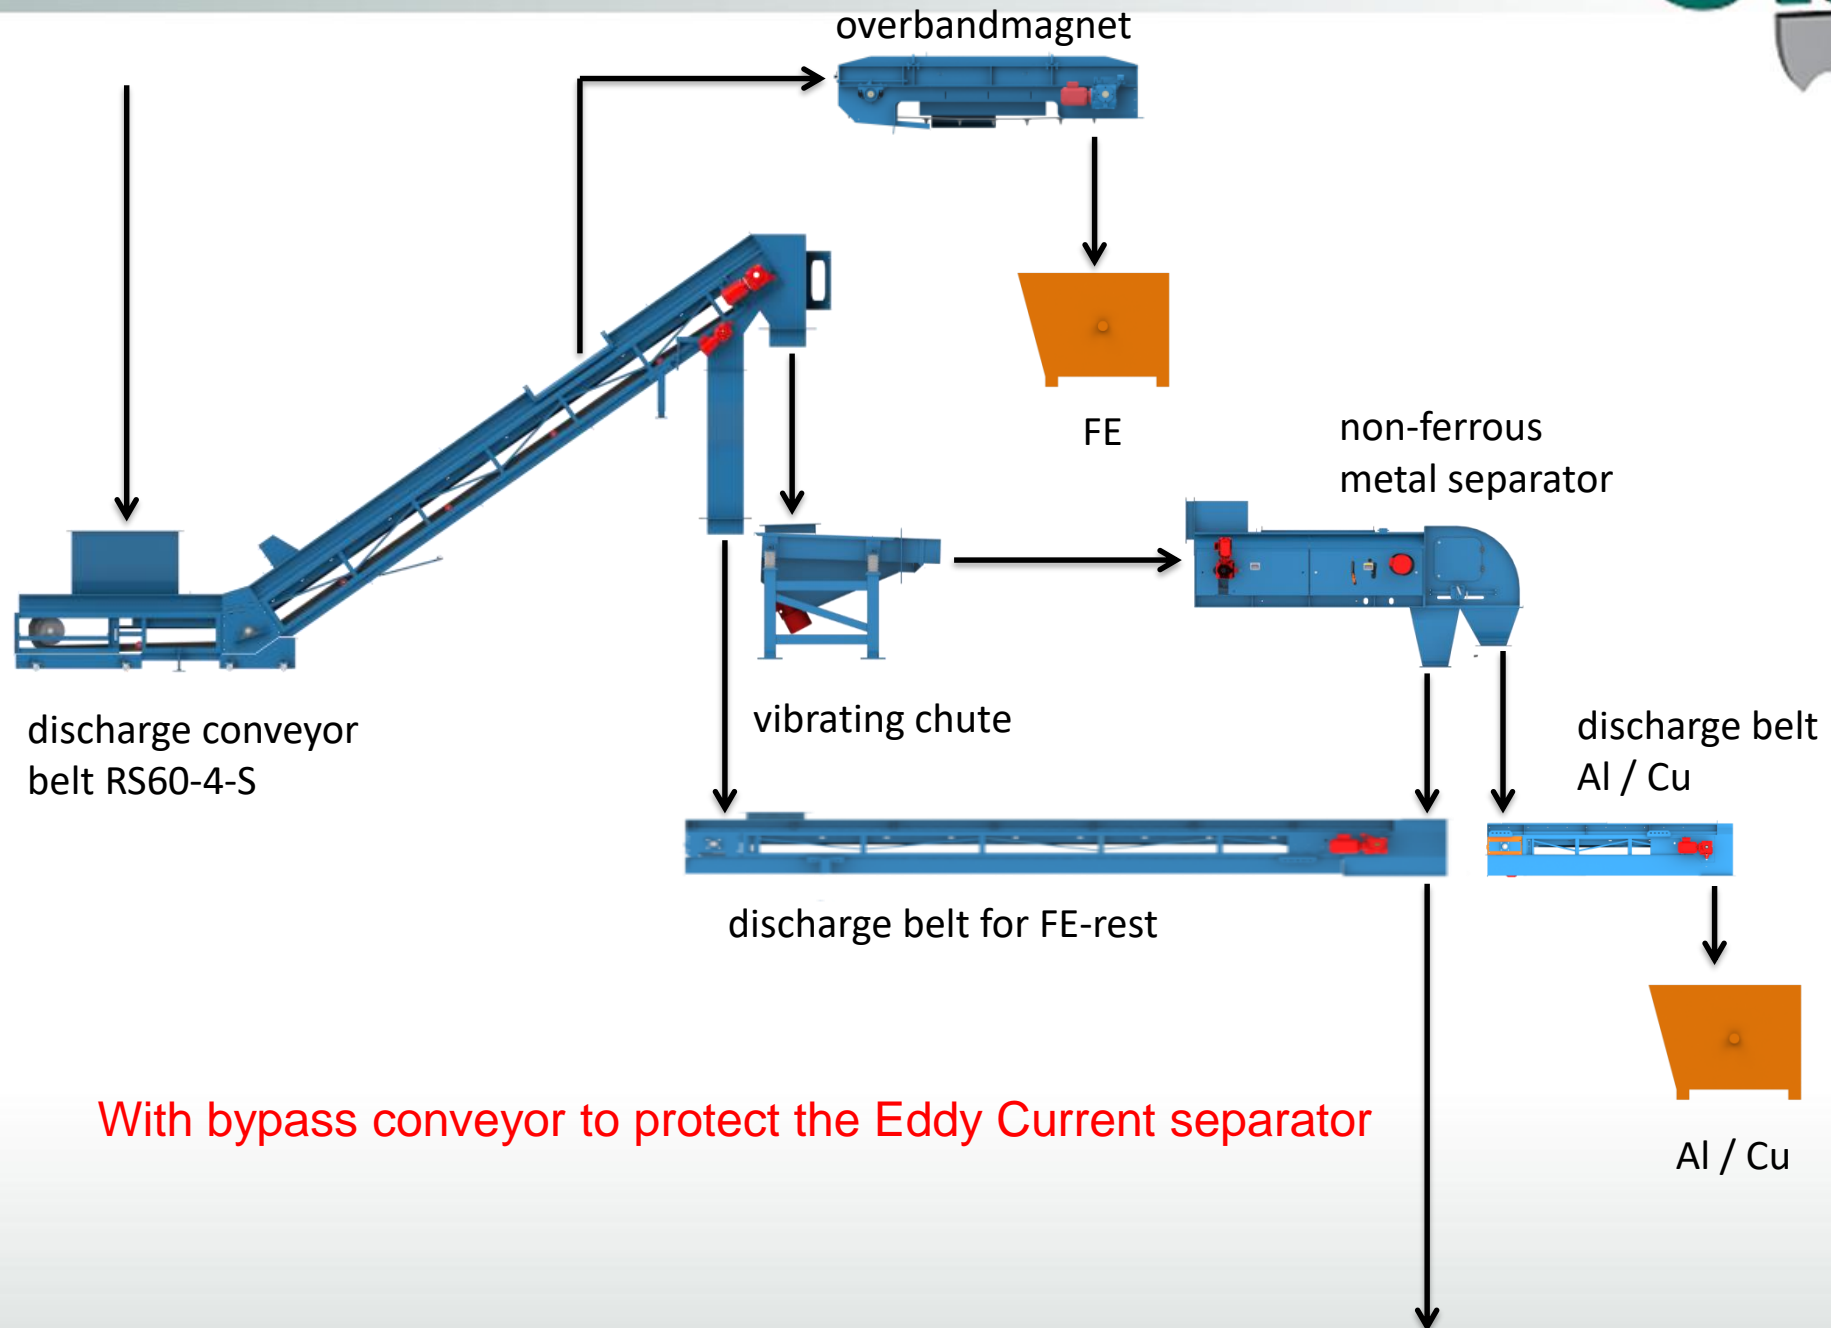 overbandmagnet
FE
non-ferrous
metal separator
discharge conveyor
belt RS60-4-S
vibrating chute
discharge belt
Al / Cu
discharge belt for FE-rest
With bypass conveyor to protect the Eddy Current separator
Al / Cu